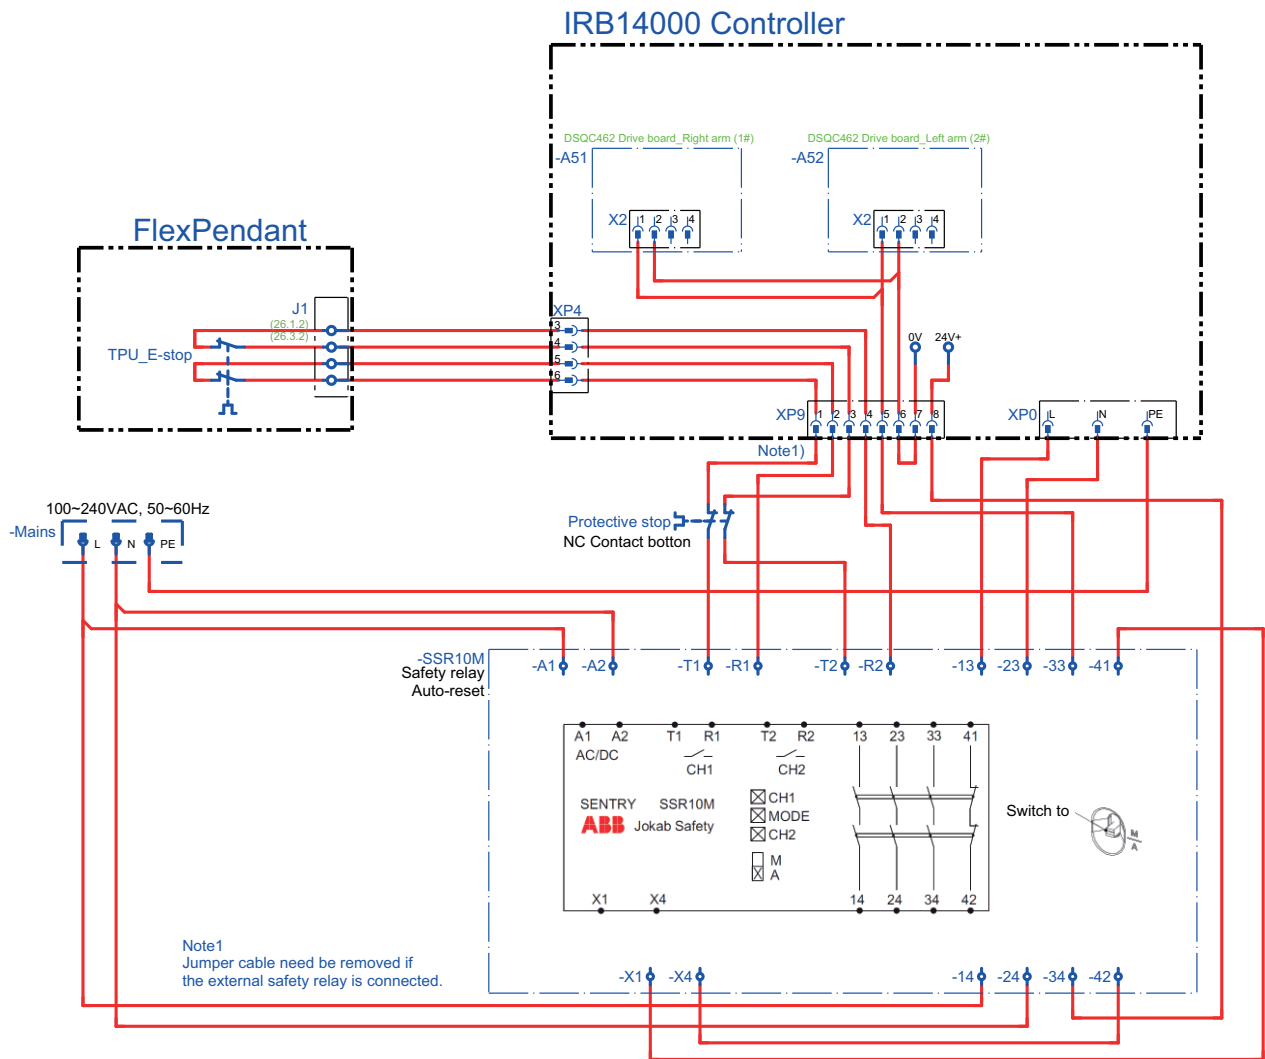 IRB14000 Controller
DSQC462 Drive board_Right arm (1#)
DSQC462 Drive board_Left arm (2#)
-A51
-A52
X2 1 2 3 4
X2 1 2 3 4
FlexPendant
J1
(26.1.2)
(26.3.2)
TPU_E-stop
XP4
3
4
5
6
0V 24V+
XP9 1 2 3 4 5 6 7 8
XP0 L N PE
Note1)
100~240VAC, 50~60Hz
-Mains
L N PE
Protective stop
NC Contact botton
-SSR10M
Safety relay
Auto-reset
-A1 -A2 -T1 -R1 -T2 -R2 -13 -23 -33 -41
A1 A2 T1 R1 T2 R2 13 23 33 41
AC/DC
CH1 CH2
SENTRY SSR10M
ABB Jokab Safety
CH1
MODE
CH2
M
A
Switch to
M
A
X1 X4 14 24 34 42
Note1
Jumper cable need be removed if
the external safety relay is connected.
-X1 -X4 -14 -24 -34 -42